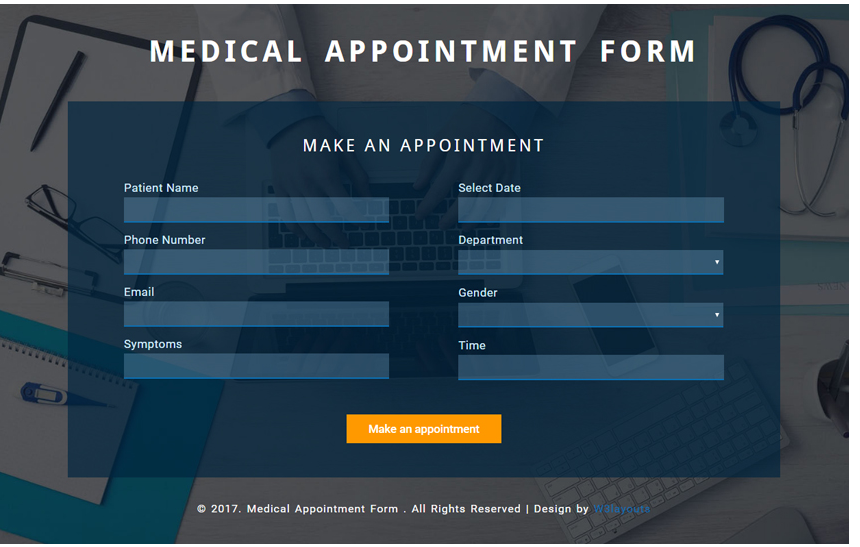 MEDICAL APPOINTMENT FORM
MAKE AN APPOINTMENT
Patient Name
Select Date
Phone Number
Department
Email
Gender
Symptoms
Time
Make an appointment
© 2017. Medical Appointment Form . All Rights Reserved | Design by W3layouts